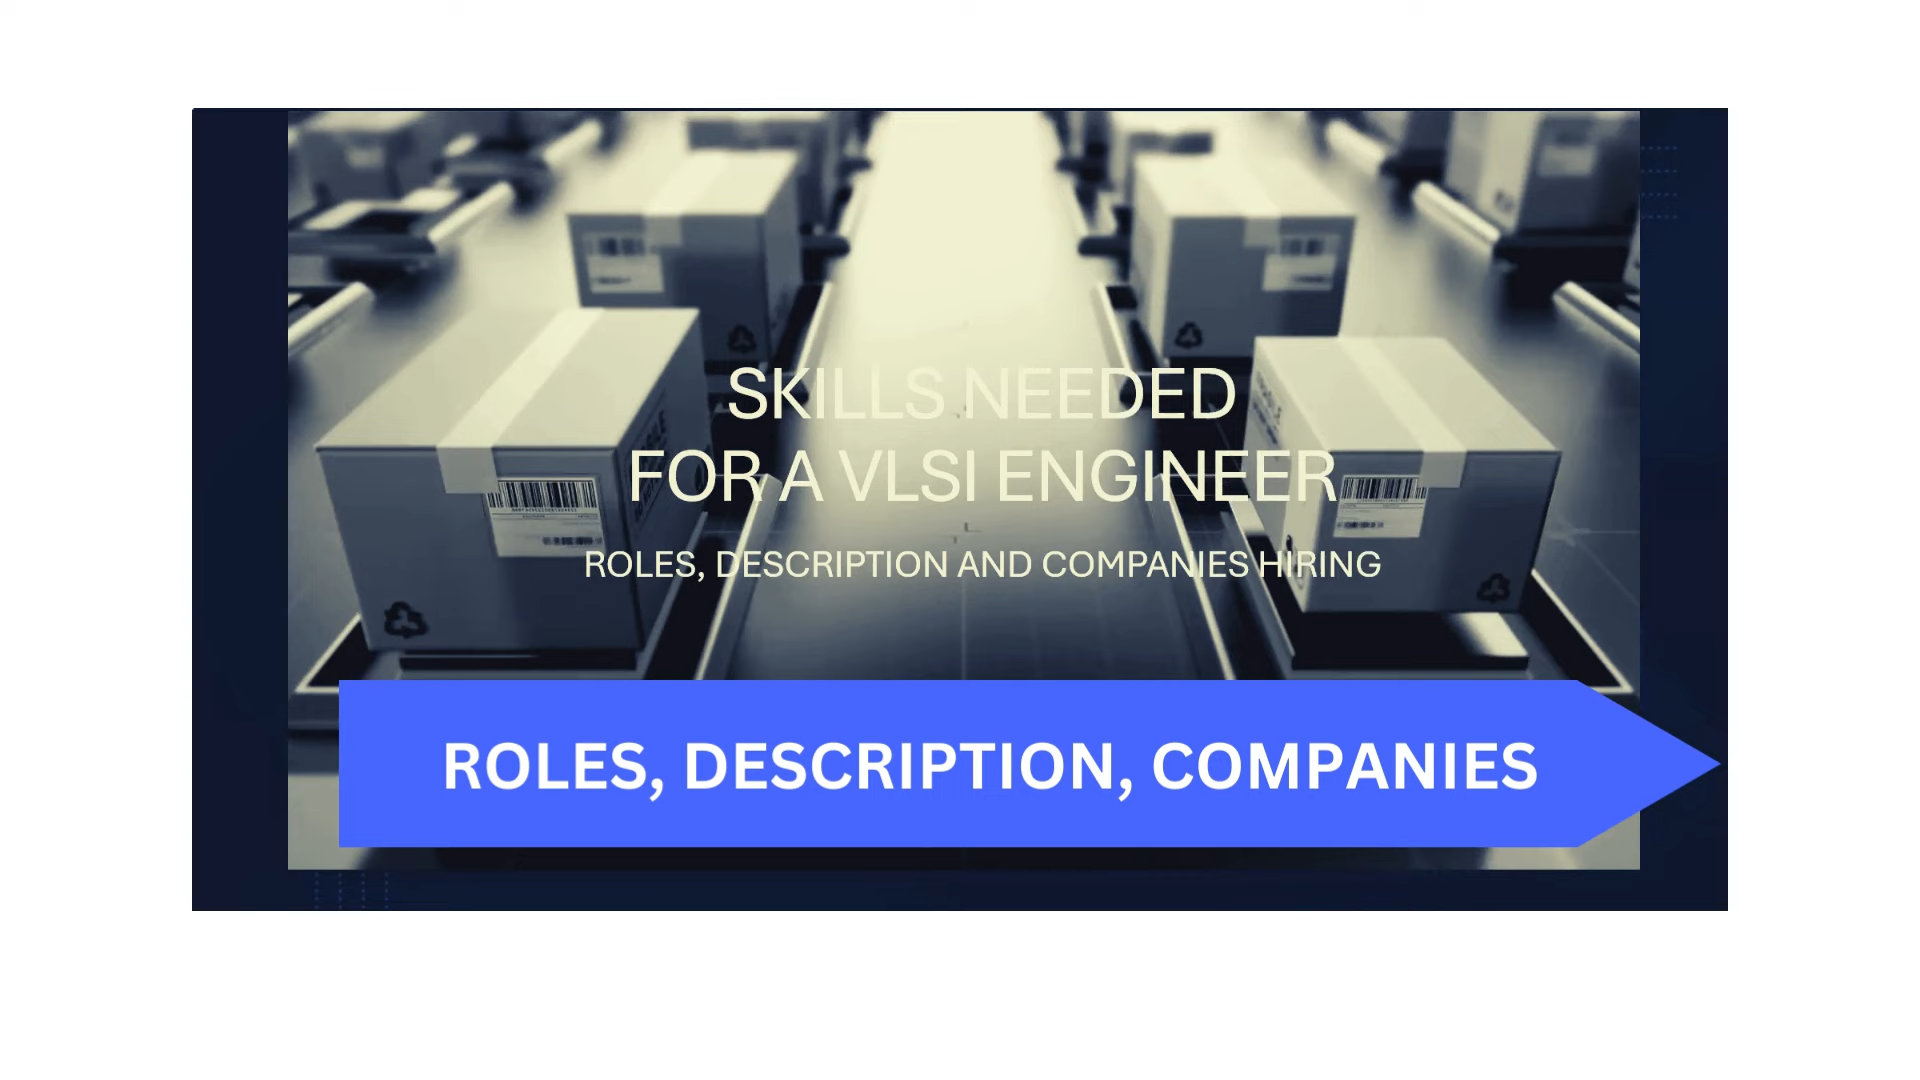 SKILLS NEEDED
FOR A VLSI ENGINEER
ROLES, DESCRIPTION AND COMPANIES HIRING
ROLES, DESCRIPTION, COMPANIES